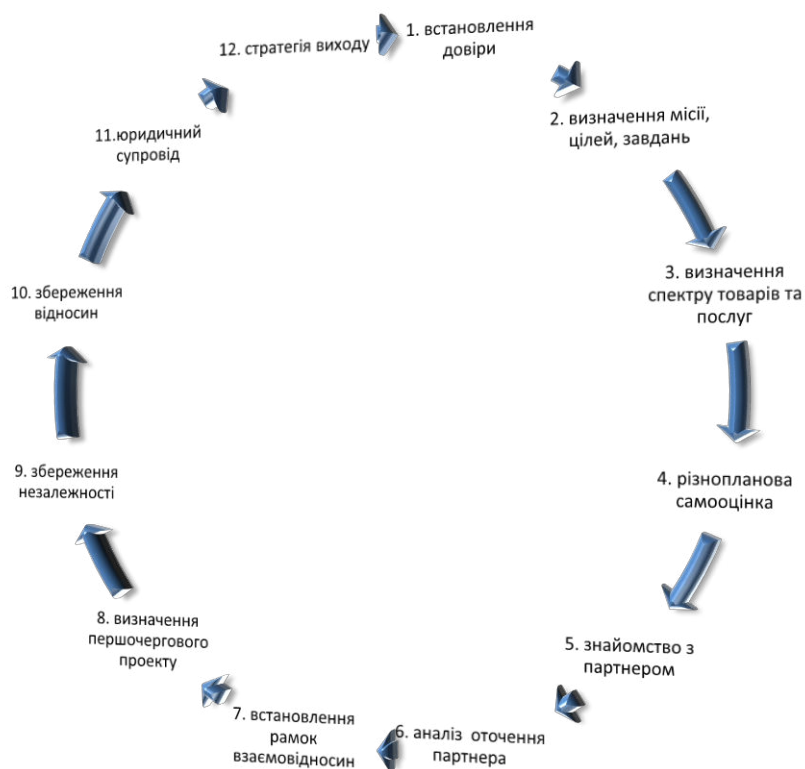 1. встановлення
довіри
2. визначення місії,
цілей, завдань
3. визначення
спектру товарів та
послуг
4. різнопланова
самооцінка
5. знайомство з
партнером
6. аналіз оточення
партнера
7. встановлення
рамок
взаємовідносин
8. визначення
першочергового
проекту
9. збереження
незалежності
10. збереження
відносин
11.юридичний
супровід
12. стратегія виходу